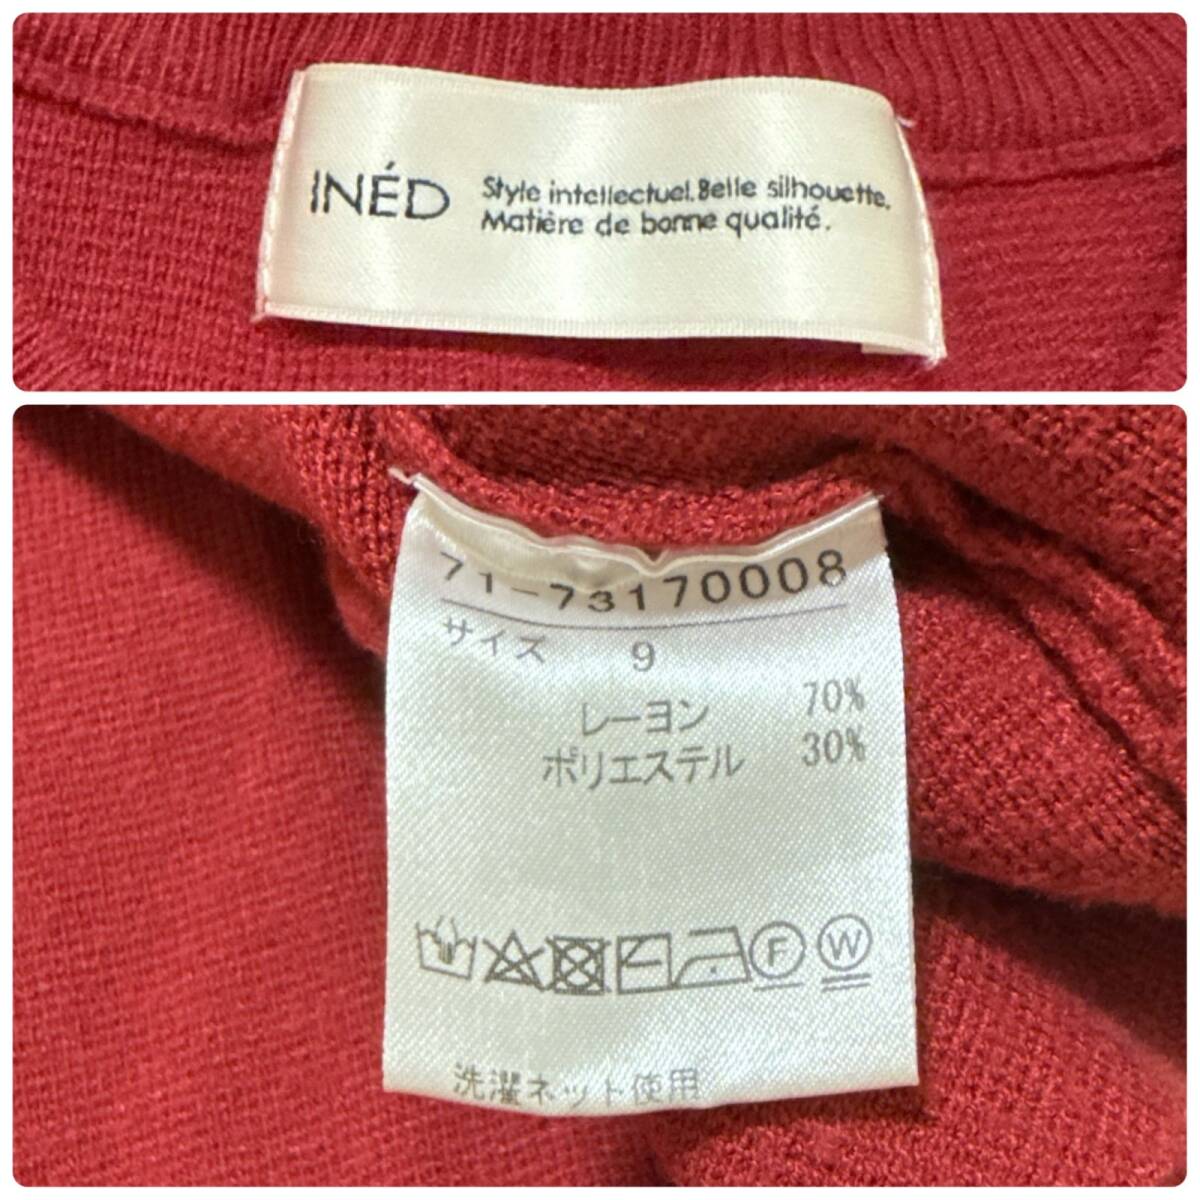 INÉD
Style intellectuel. Belle silhouette.
Matière de bonne qualité.
71-73170008
サイズ 9
レーヨン 70%
ポリエステル 30%
F W
洗濯ネット使用